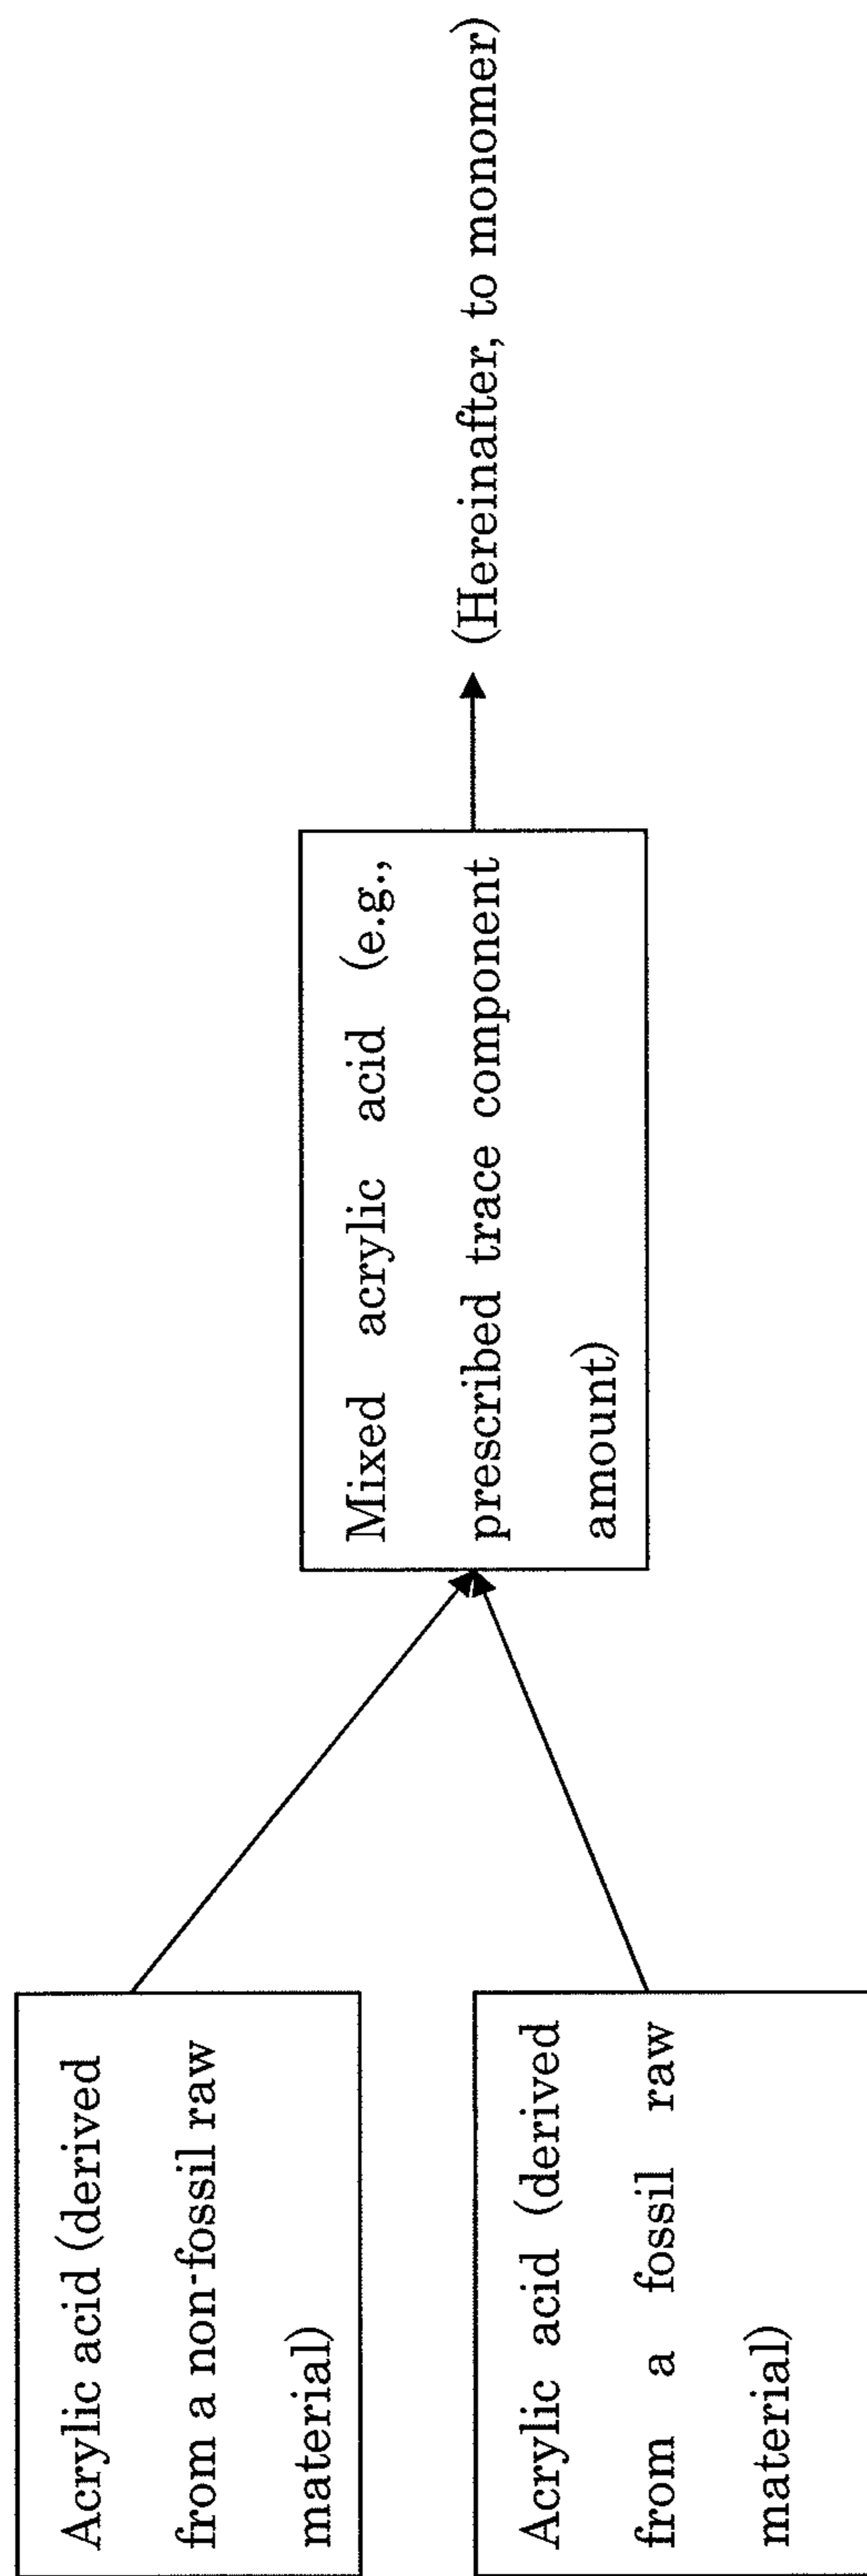 Acrylic acid (derived
from a non-fossil raw
material)
Acrylic acid (derived
from a fossil raw
material)
Mixed acrylic acid (e.g.,
prescribed trace component
amount)
(Hereinafter, to monomer)